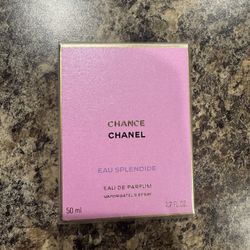 CHANCE
CHANEL
EAU SPLENDIDE
EAU DE PARFUM
VAPORISATEUR SPRAY
50 ml 1.7 FL. OZ.